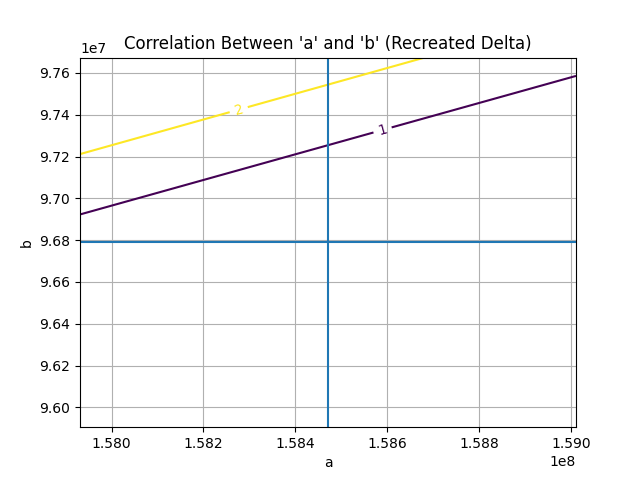 Correlation Between 'a' and 'b' (Recreated Delta)
1e7
9.76
9.74
9.72
9.70
9.68
9.66
9.64
9.62
9.60
b
2
1
1.580 1.582 1.584 1.586 1.588 1.590
a
1e8